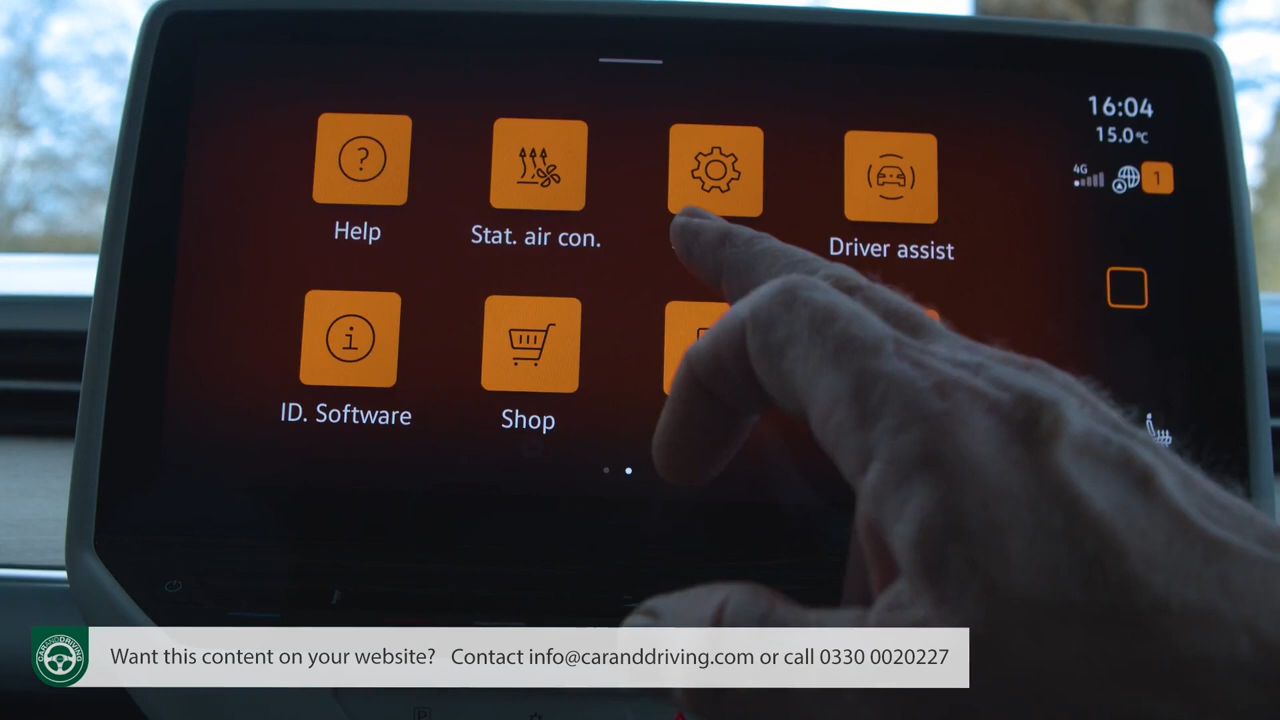 16:04
15.0°C
4G
1
Help
Stat. air con.
Driver assist
ID. Software
Shop
CARANDDRIVING
Want this content on your website? Contact info@caranddriving.com or call 0330 0020227
P